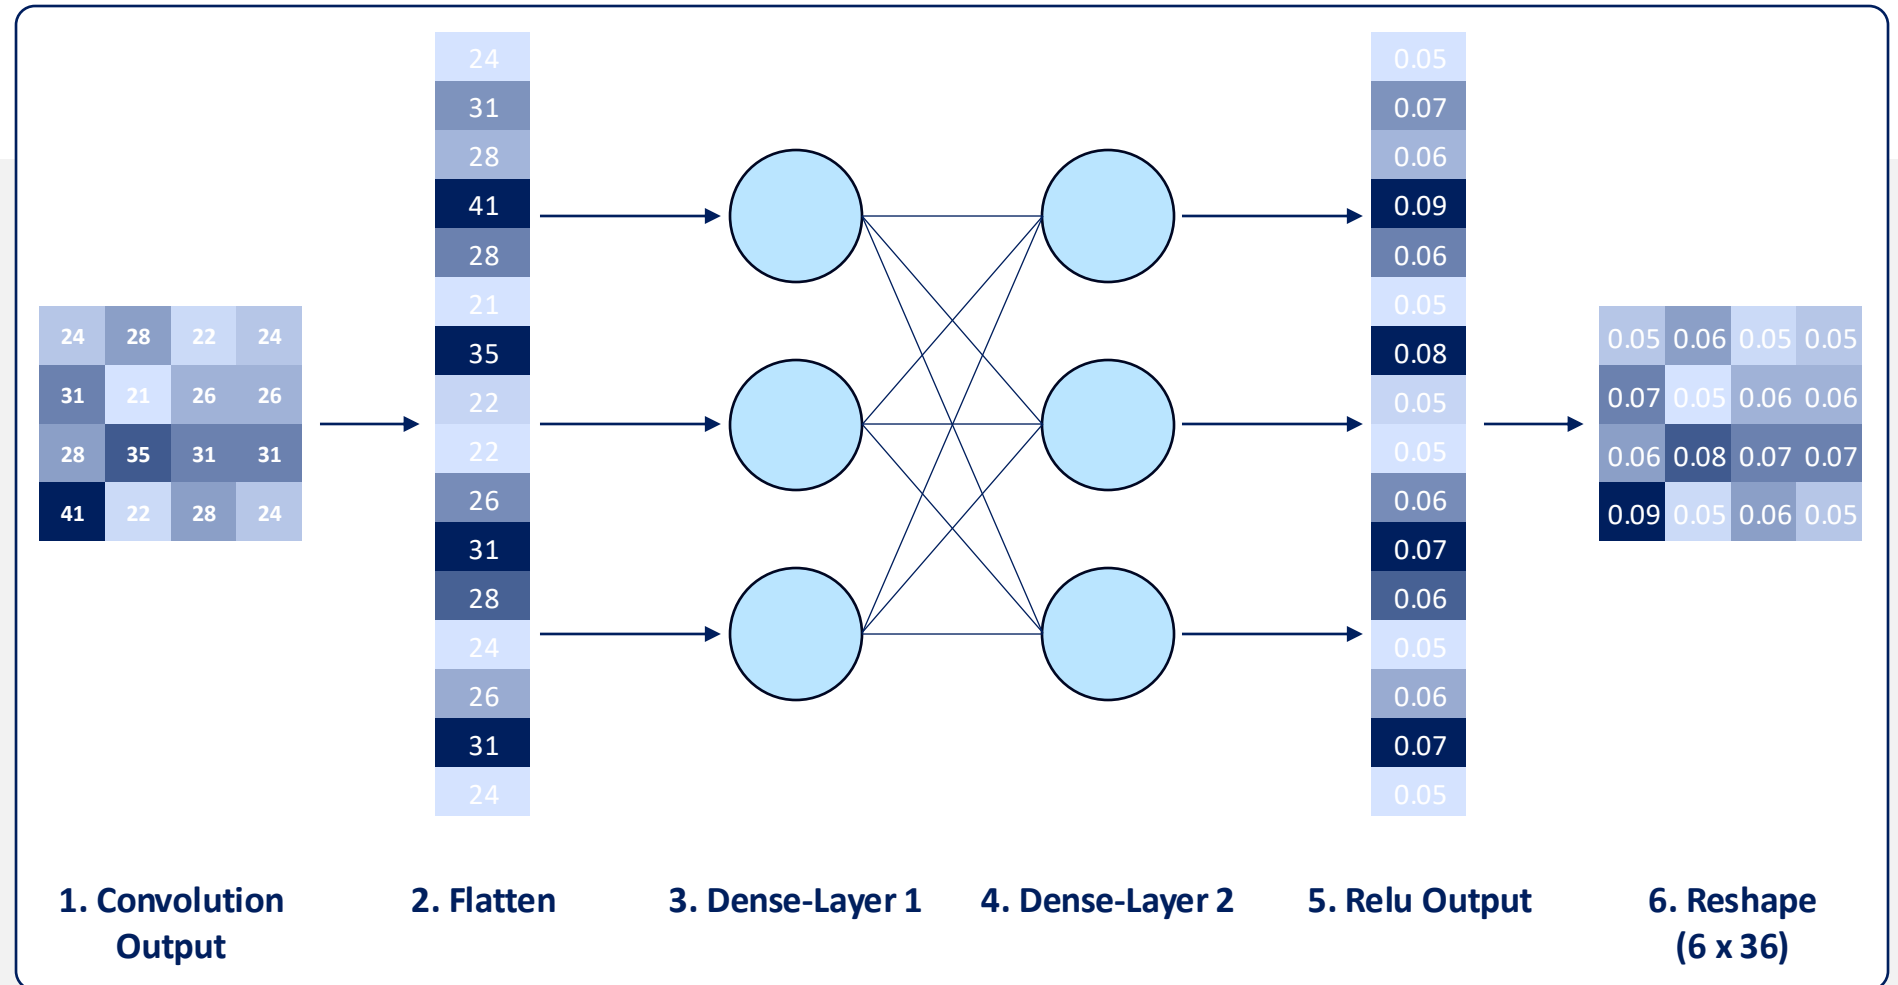 24 28 22 24
31 21 26 26
28 35 31 31
41 22 28 24
24
31
28
41
28
21
35
22
22
26
31
28
24
26
31
24
0.05
0.07
0.06
0.09
0.06
0.05
0.08
0.05
0.05
0.06
0.07
0.06
0.05
0.06
0.07
0.05
0.05 0.06 0.05 0.05
0.07 0.05 0.06 0.06
0.06 0.08 0.07 0.07
0.09 0.05 0.06 0.05
1. Convolution
Output
2. Flatten
3. Dense-Layer 1
4. Dense-Layer 2
5. Relu Output
6. Reshape
(6 x 36)